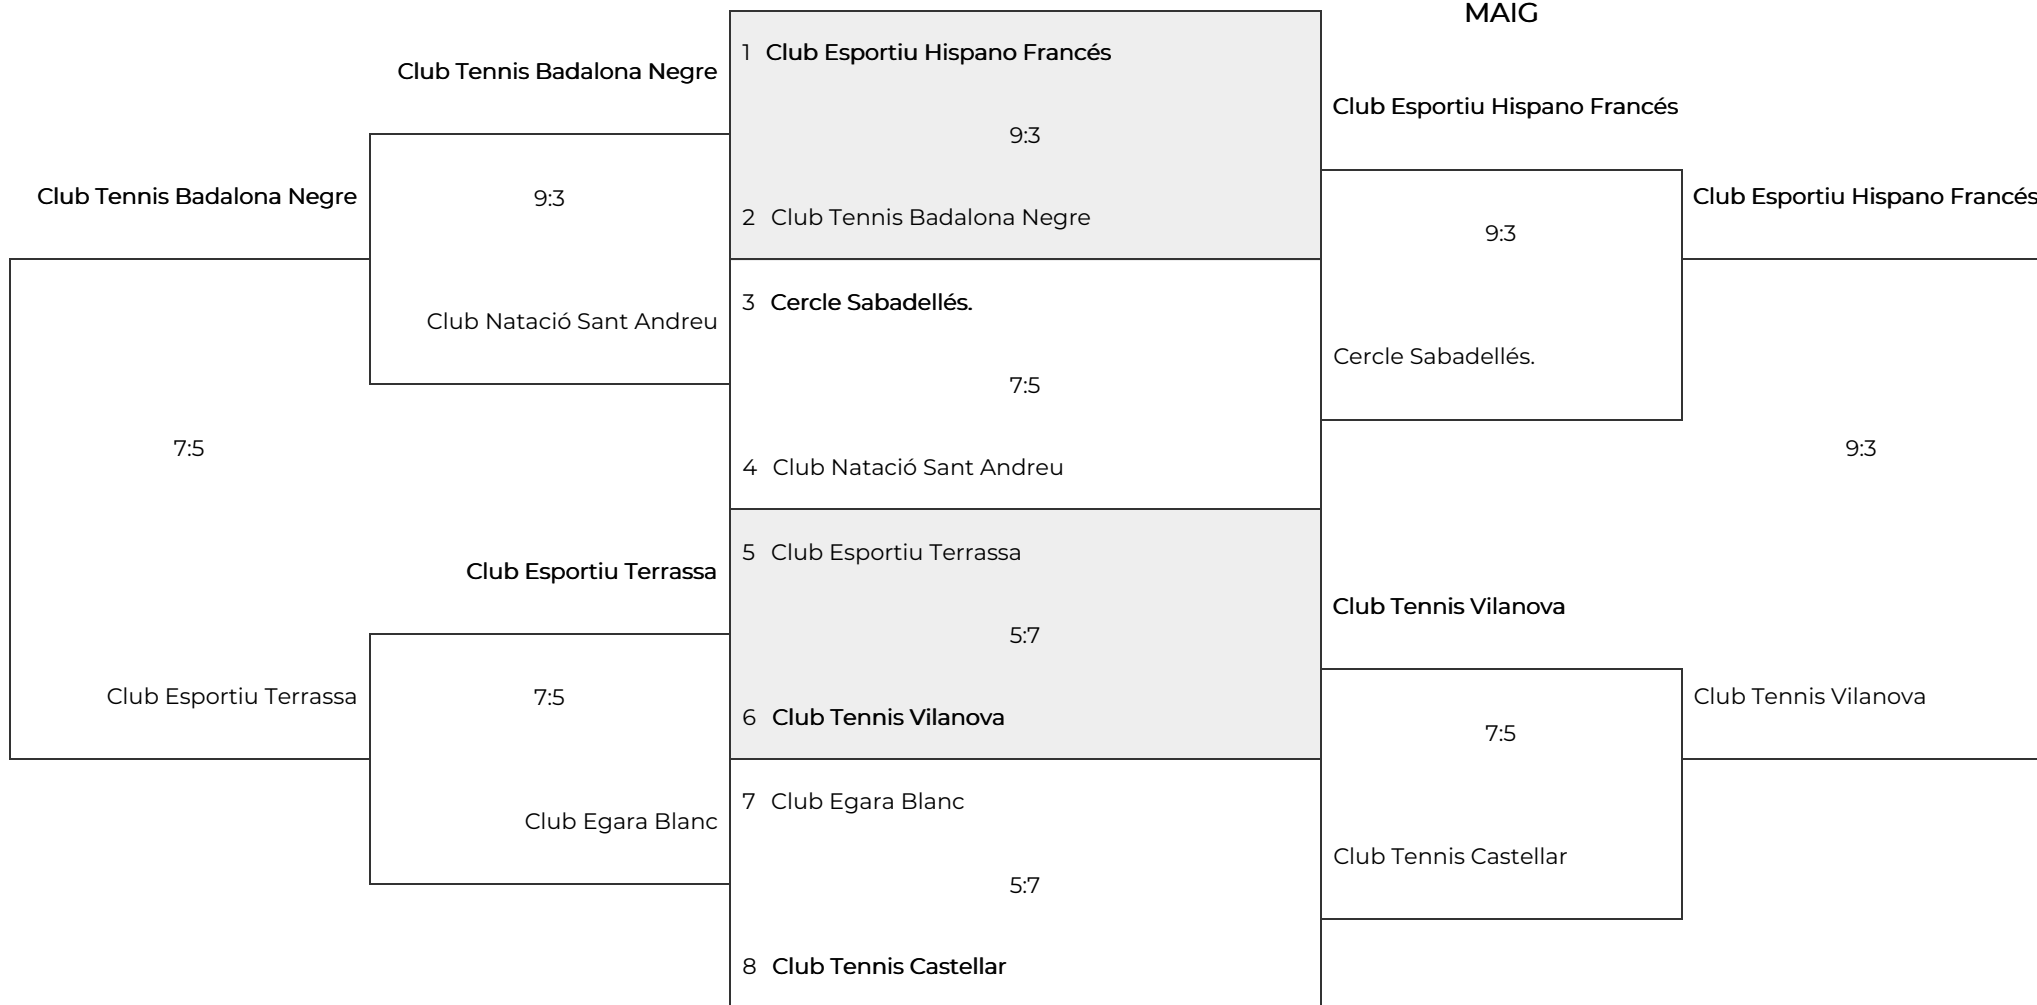 MAIG
Club Tennis Badalona Negre
1 Club Esportiu Hispano Francés
Club Esportiu Hispano Francés
9:3
Club Tennis Badalona Negre
9:3
2 Club Tennis Badalona Negre
9:3
Club Esportiu Hispano Francés
Club Natació Sant Andreu
3 Cercle Sabadellés.
Cercle Sabadellés.
7:5
7:5
4 Club Natació Sant Andreu
9:3
Club Esportiu Terrassa
5 Club Esportiu Terrassa
Club Tennis Vilanova
5:7
Club Esportiu Terrassa
7:5
6 Club Tennis Vilanova
7:5
Club Tennis Vilanova
Club Egara Blanc
7 Club Egara Blanc
Club Tennis Castellar
5:7
8 Club Tennis Castellar